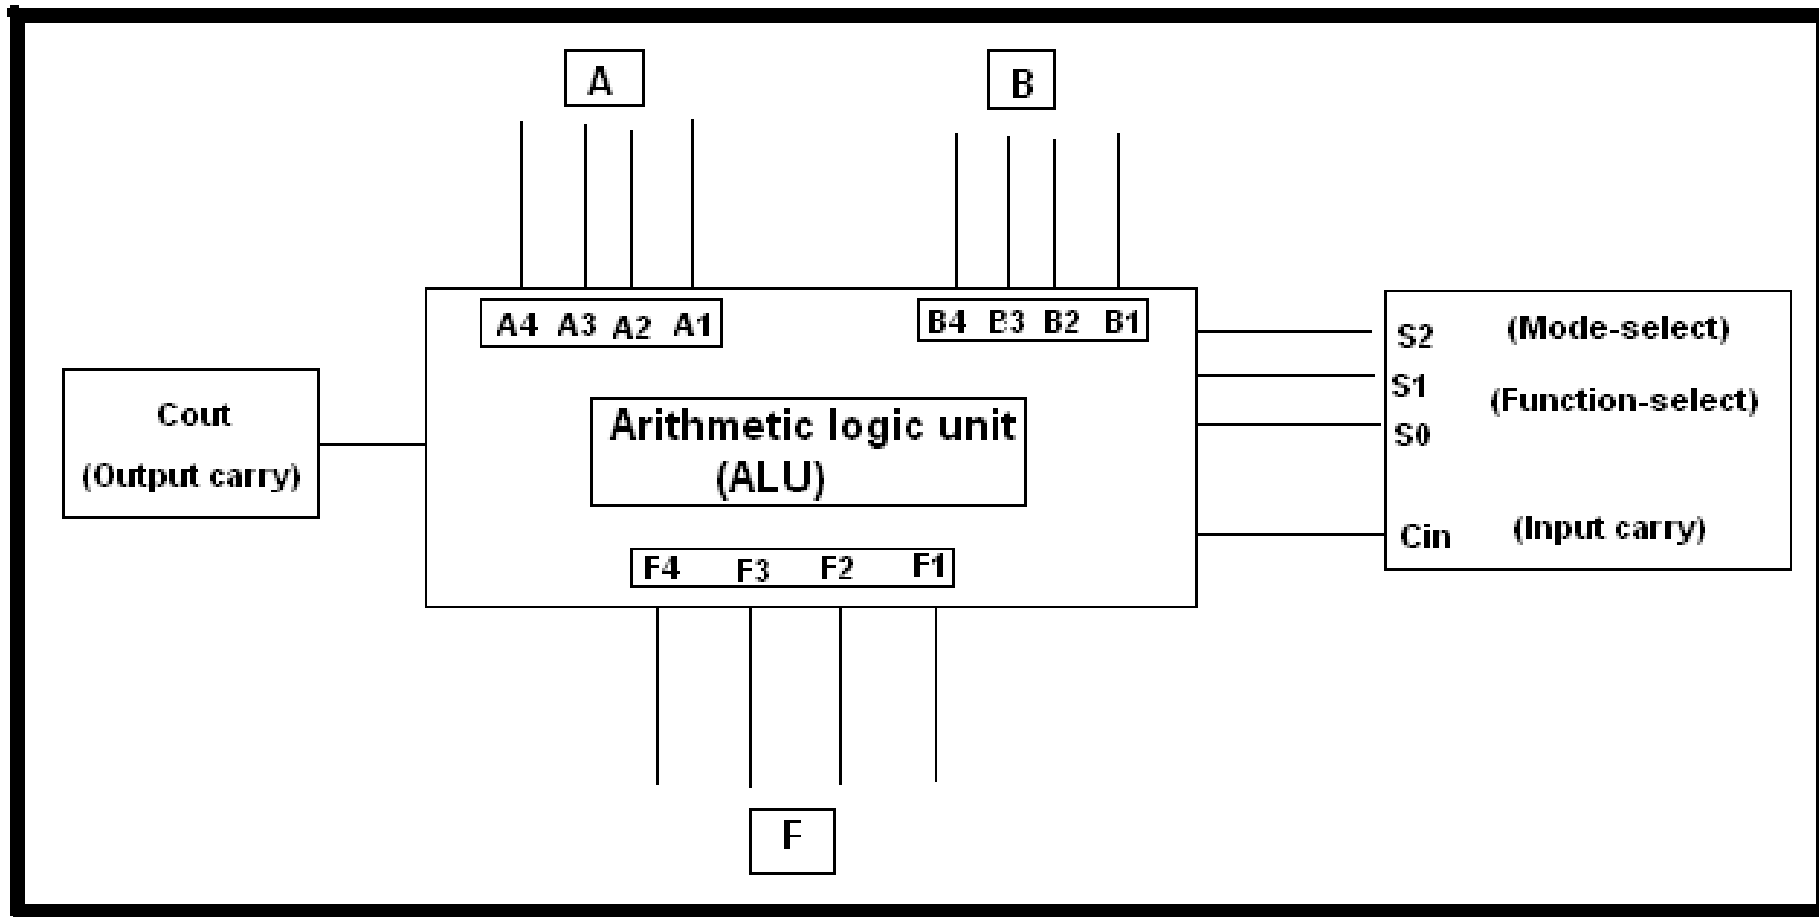 A
B
A4 A3 A2 A1
B4 B3 B2 B1
S2 (Mode-select)
S1
(Function-select)
S0
Cin (Input carry)
Cout
(Output carry)
Arithmetic logic unit
(ALU)
F4 F3 F2 F1
F